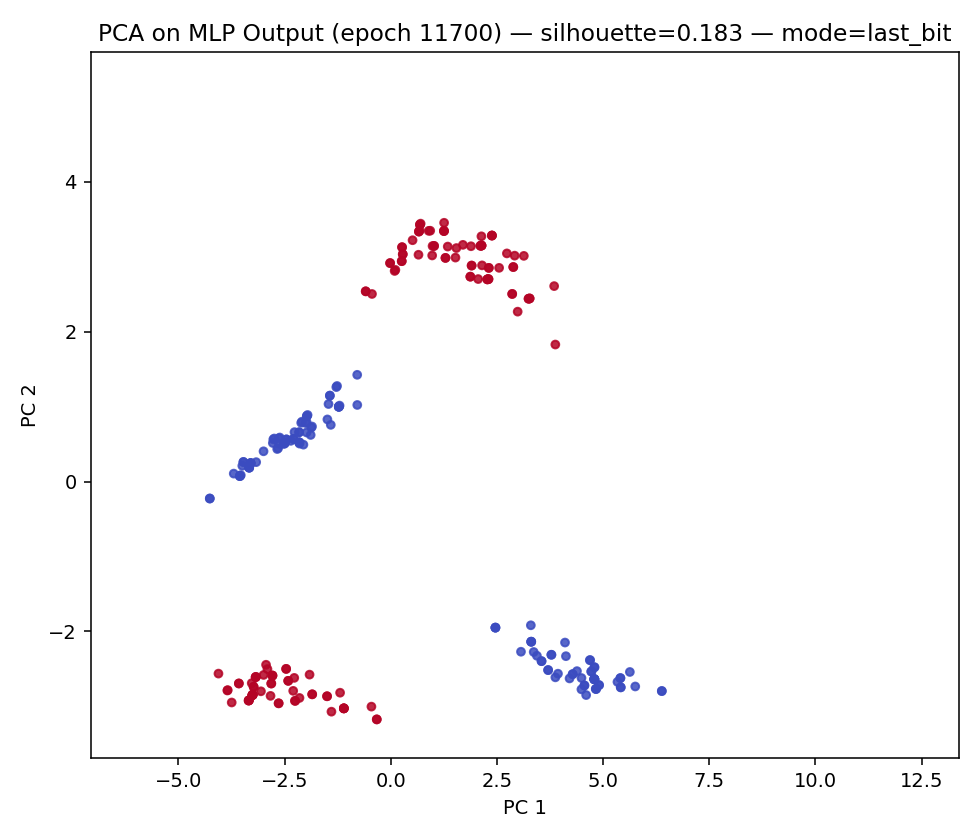 PCA on MLP Output (epoch 11700) — silhouette=0.183 — mode=last_bit
4
2
0
−2
PC 2
−5.0 −2.5 0.0 2.5 5.0 7.5 10.0 12.5
PC 1